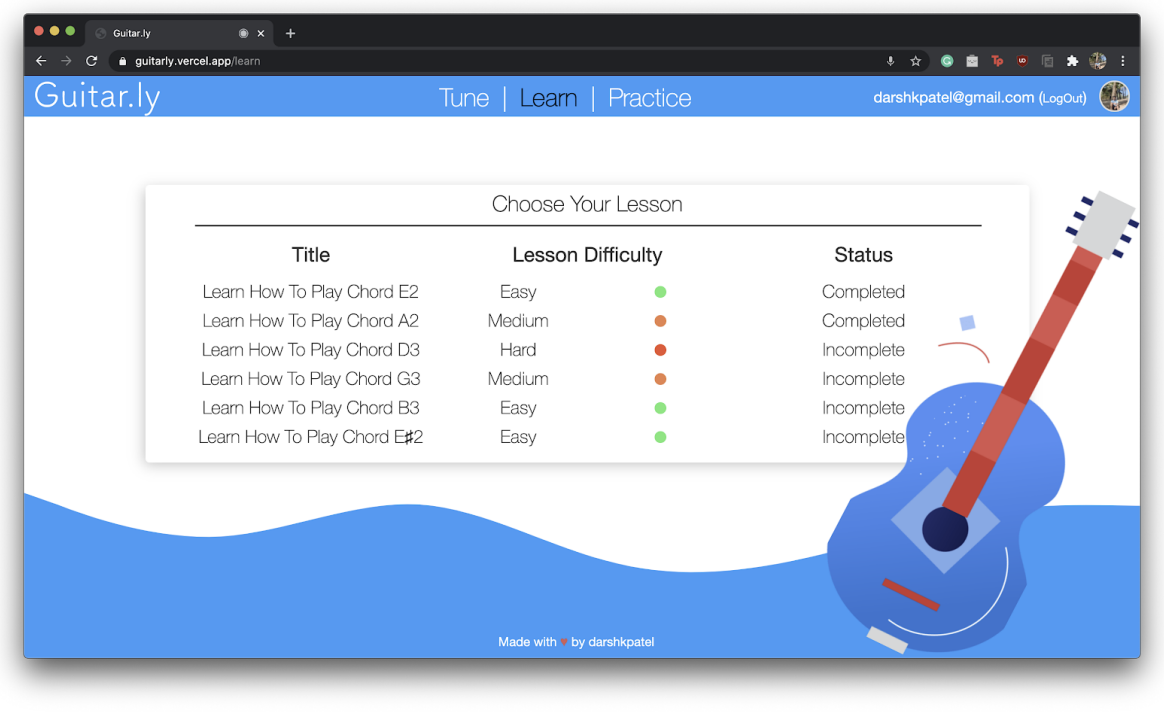 Guitar.ly
guitarly.vercel.app/learn
Guitar.ly
Tune | Learn | Practice
darshkpatel@gmail.com (LogOut)
Choose Your Lesson
Title Lesson Difficulty Status
Learn How To Play Chord E2 Easy Completed
Learn How To Play Chord A2 Medium Completed
Learn How To Play Chord D3 Hard Incomplete
Learn How To Play Chord G3 Medium Incomplete
Learn How To Play Chord B3 Easy Incomplete
Learn How To Play Chord E♯2 Easy Incomplete
Made with ♥ by darshkpatel